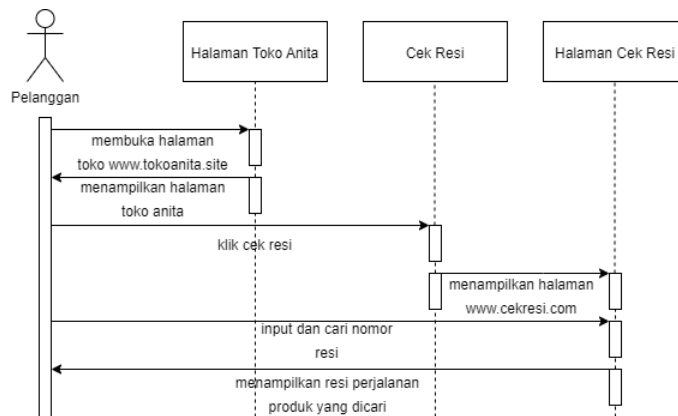 Halaman Toko Anita
Cek Resi
Halaman Cek Resi
Pelanggan
membuka halaman
toko www.tokoanita.site
menampilkan halaman
toko anita
klik cek resi
menampilkan halaman
www.cekresi.com
input dan cari nomor
resi
menampilkan resi perjalanan
produk yang dicari